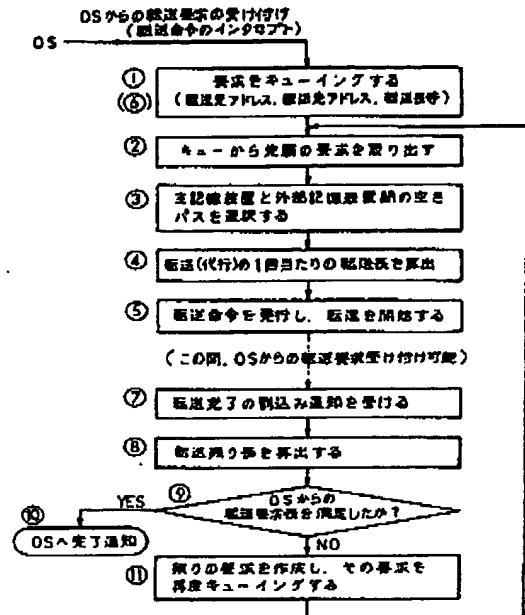 OSからの転送要求の受け付け
(転送命令のインタセプト)
OS
①
(⑥)
要求をキューイングする
(転送元アドレス、転送先アドレス、転送長等)
② キューから先頭の要求を取り出す
③ 主記憶装置と外部記憶装置間の空き
パスを選択する
④ 転送(代行)の1回当たりの転送長を算出
⑤ 転送命令を発行し、転送を開始する
(この間、OSからの転送要求受け付け可能)
⑦ 転送完了の割込み通知を受ける
⑧ 転送残り長を算出する
⑨
OSからの
転送要求長を満足したか?
YES
NO
⑩
OSへ完了通知
⑪ 残りの要求を作成し、その要求を
再度キューイングする